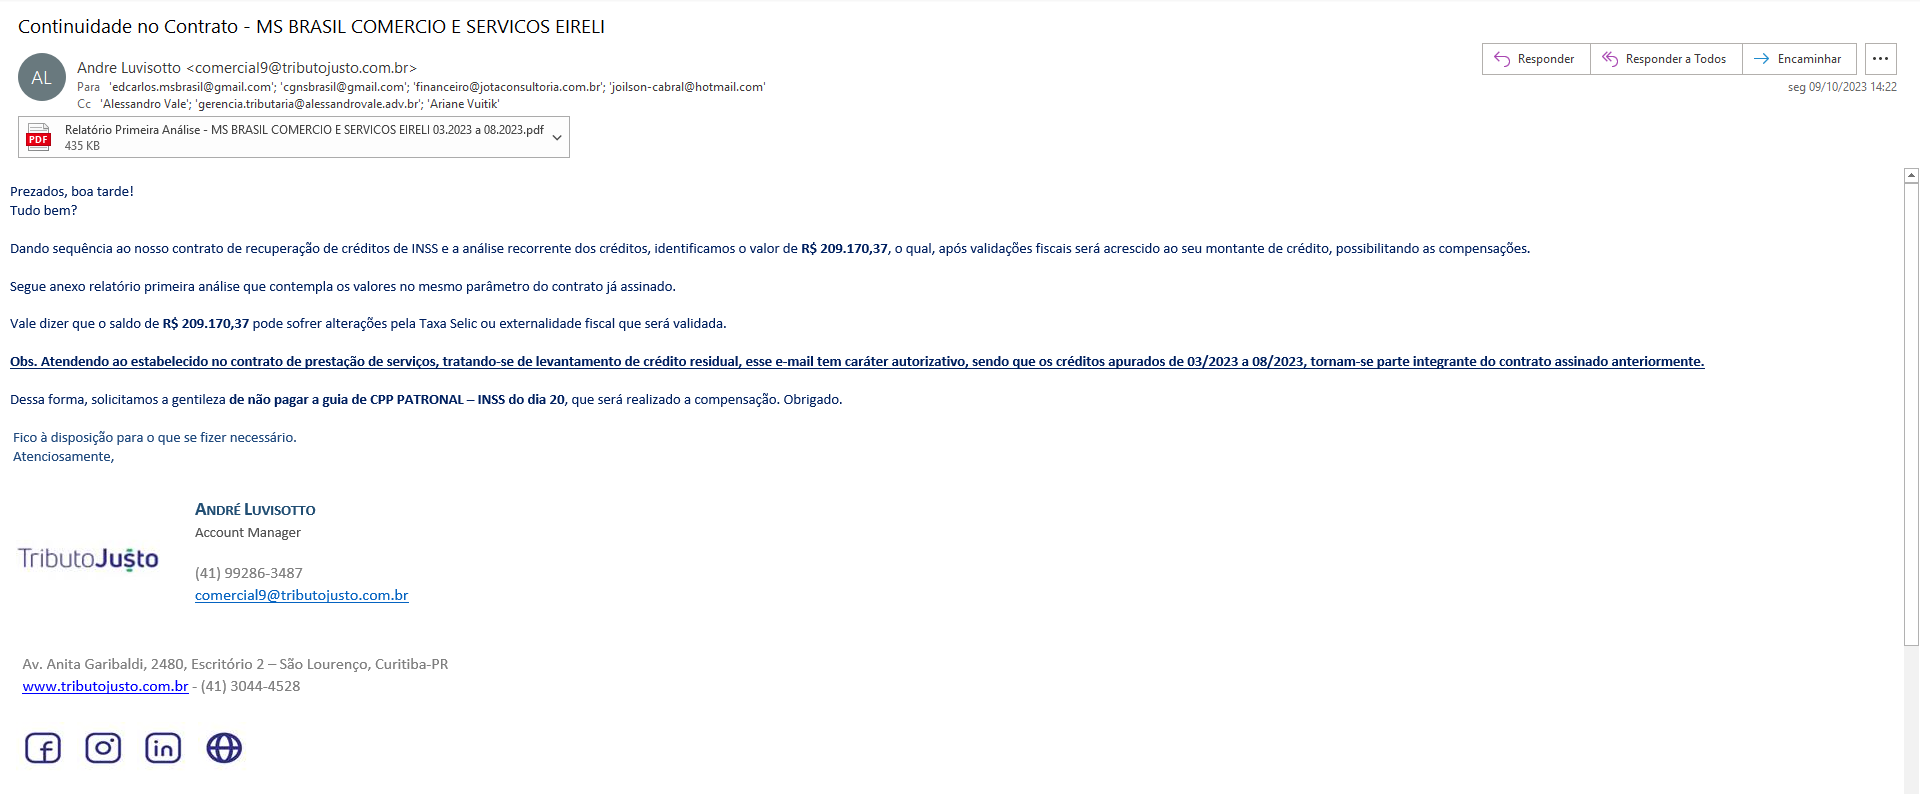 Continuidade no Contrato - MS BRASIL COMERCIO E SERVICOS EIRELI
AL
Andre Luvisotto <comercial9@tributojusto.com.br>
Para 'edcarlos.msbrasil@gmail.com'; 'cgnsbrasil@gmail.com'; 'financeiro@jotaconsultoria.com.br'; 'joilson-cabral@hotmail.com'
Cc 'Alessandro Vale'; 'gerencia.tributaria@alessandrovale.adv.br'; 'Ariane Vuitik'
Responder
Responder a Todos
Encaminhar
seg 09/10/2023 14:22
PDF
Relatório Primeira Análise - MS BRASIL COMERCIO E SERVICOS EIRELI 03.2023 a 08.2023.pdf
435 KB
Prezados, boa tarde!
Tudo bem?
Dando sequência ao nosso contrato de recuperação de créditos de INSS e a análise recorrente dos créditos, identificamos o valor de R$ 209.170,37, o qual, após validações fiscais será acrescido ao seu montante de crédito, possibilitando as compensações.
Segue anexo relatório primeira análise que contempla os valores no mesmo parâmetro do contrato já assinado.
Vale dizer que o saldo de R$ 209.170,37 pode sofrer alterações pela Taxa Selic ou externalidade fiscal que será validada.
Obs. Atendendo ao estabelecido no contrato de prestação de serviços, tratando-se de levantamento de crédito residual, esse e-mail tem caráter autorizativo, sendo que os créditos apurados de 03/2023 a 08/2023, tornam-se parte integrante do contrato assinado anteriormente.
Dessa forma, solicitamos a gentileza de não pagar a guia de CPP PATRONAL – INSS do dia 20, que será realizado a compensação. Obrigado.
Fico à disposição para o que se fizer necessário.
Atenciosamente,
TributoJusto
ANDRÉ LUVISOTTO
Account Manager
(41) 99286-3487
comercial9@tributojusto.com.br
Av. Anita Garibaldi, 2480, Escritório 2 – São Lourenço, Curitiba-PR
www.tributojusto.com.br - (41) 3044-4528